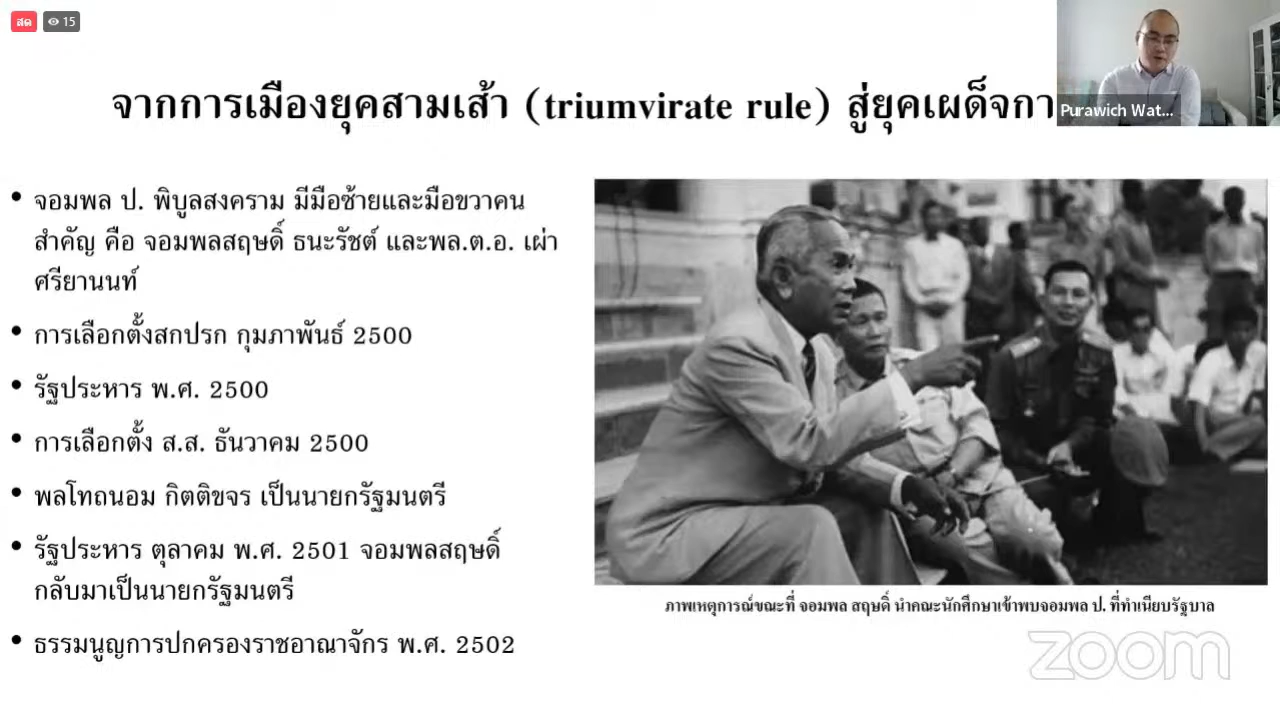 สด
15
จากการเมืองยุคสามเส้า (triumvirate rule) สู่ยุคเผด็จกา
Purawich Wat...
• จอมพล ป. พิบูลสงคราม มีมือซ้ายและมือขวาคน
สำคัญ คือ จอมพลสฤษดิ์ ธนะรัชต์ และพล.ต.อ. เผ่า
ศรียานนท์
• การเลือกตั้งสกปรก กุมภาพันธ์ 2500
• รัฐประหาร พ.ศ. 2500
• การเลือกตั้ง ส.ส. ธันวาคม 2500
• พลโทถนอม กิตติขจร เป็นนายกรัฐมนตรี
• รัฐประหาร ตุลาคม พ.ศ. 2501 จอมพลสฤษดิ์
กลับมาเป็นนายกรัฐมนตรี
• ธรรมนูญการปกครองราชอาณาจักร พ.ศ. 2502
ภาพเหตุการณ์ขณะที่ จอมพล สฤษดิ์ นำคณะนักศึกษาเข้าพบจอมพล ป. ที่ทำเนียบรัฐบาล
zoom